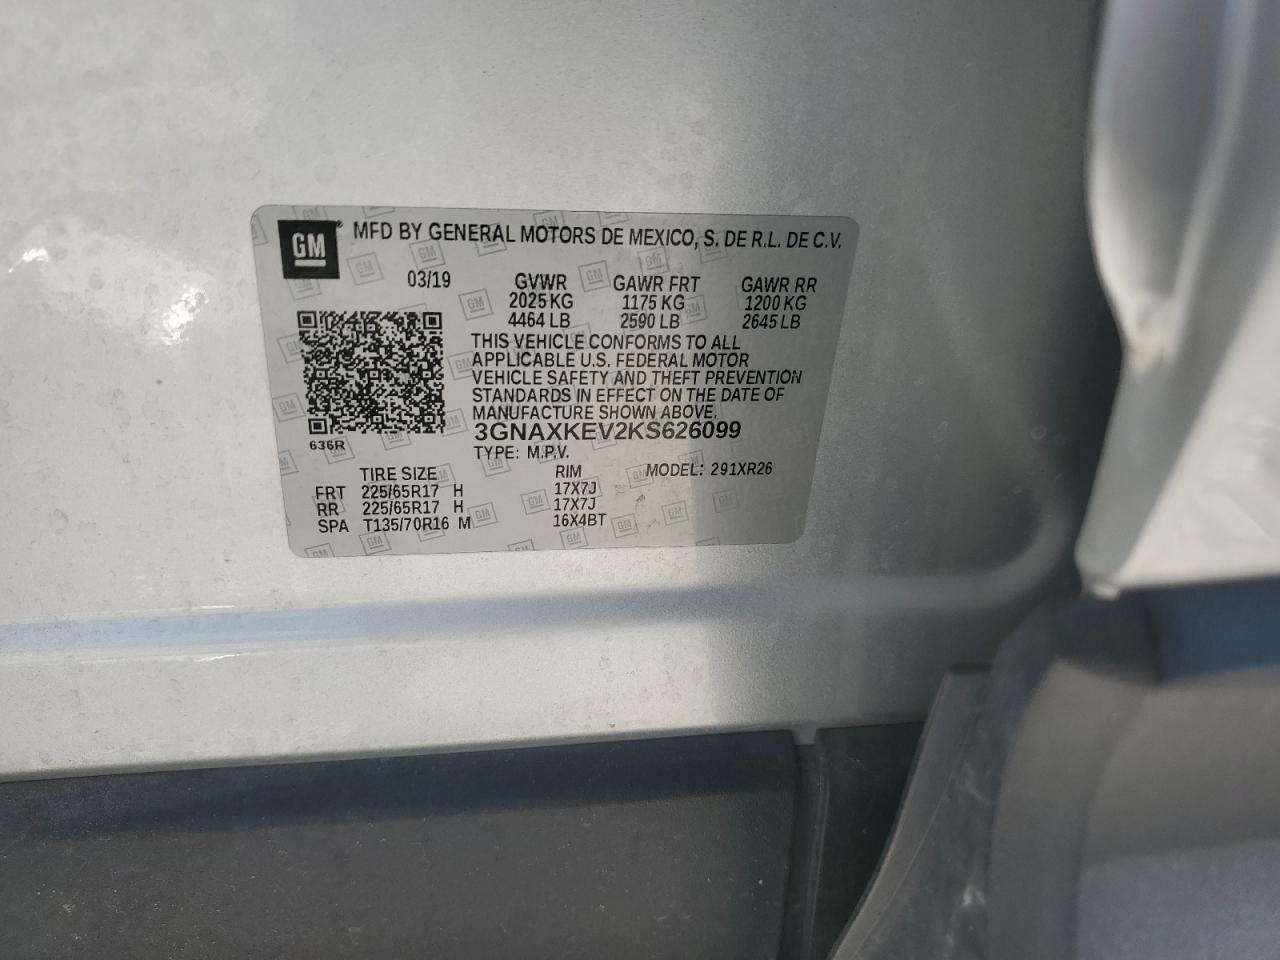 GM ® MFD BY GENERAL MOTORS DE MEXICO, S. DE R.L. DE C.V.
03/19 GVWR GAWR FRT GAWR RR
2025 KG 1175 KG 1200 KG
4464 LB 2590 LB 2645 LB
THIS VEHICLE CONFORMS TO ALL
APPLICABLE U.S. FEDERAL MOTOR
VEHICLE SAFETY AND THEFT PREVENTION
STANDARDS IN EFFECT ON THE DATE OF
MANUFACTURE SHOWN ABOVE.
3GNAXKEV2KS626099
636R
TYPE: M.P.V.
TIRE SIZE RIM MODEL: 291XR26
FRT 225/65R17 H 17X7J
RR 225/65R17 H 17X7J
SPA T135/70R16 M 16X4BT